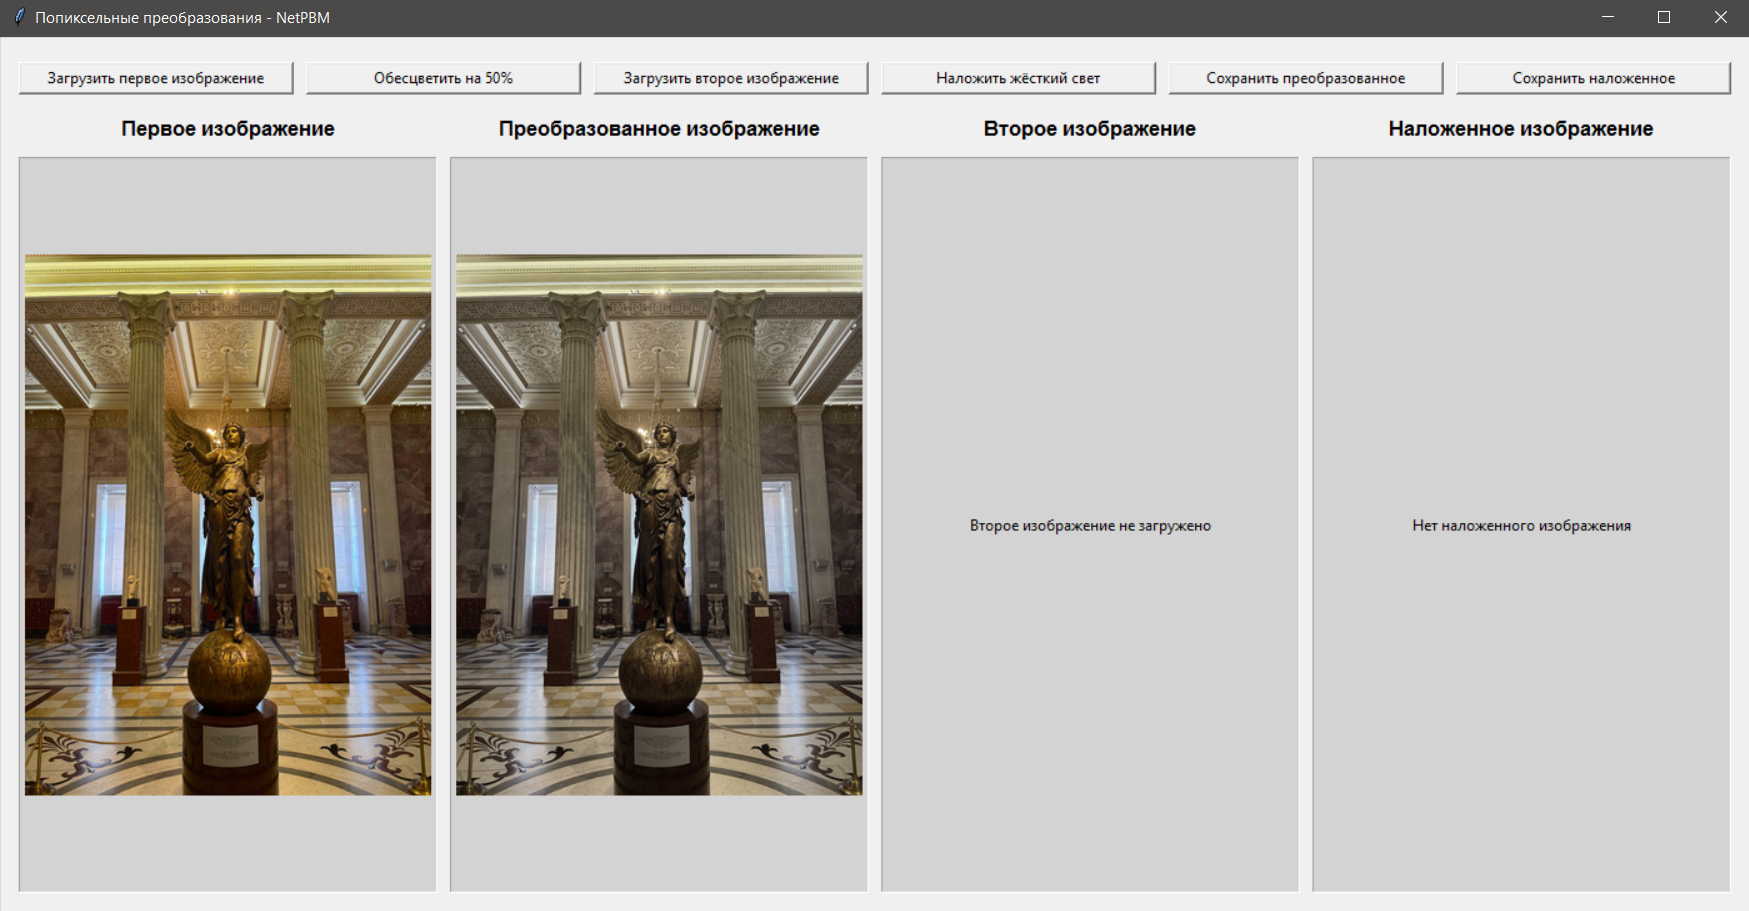 Попиксельные преобразования - NetPBM
Загрузить первое изображение
Обесцветить на 50%
Загрузить второе изображение
Наложить жёсткий свет
Сохранить преобразованное
Сохранить наложенное
Первое изображение
Преобразованное изображение
Второе изображение
Наложенное изображение
Второе изображение не загружено
Нет наложенного изображения